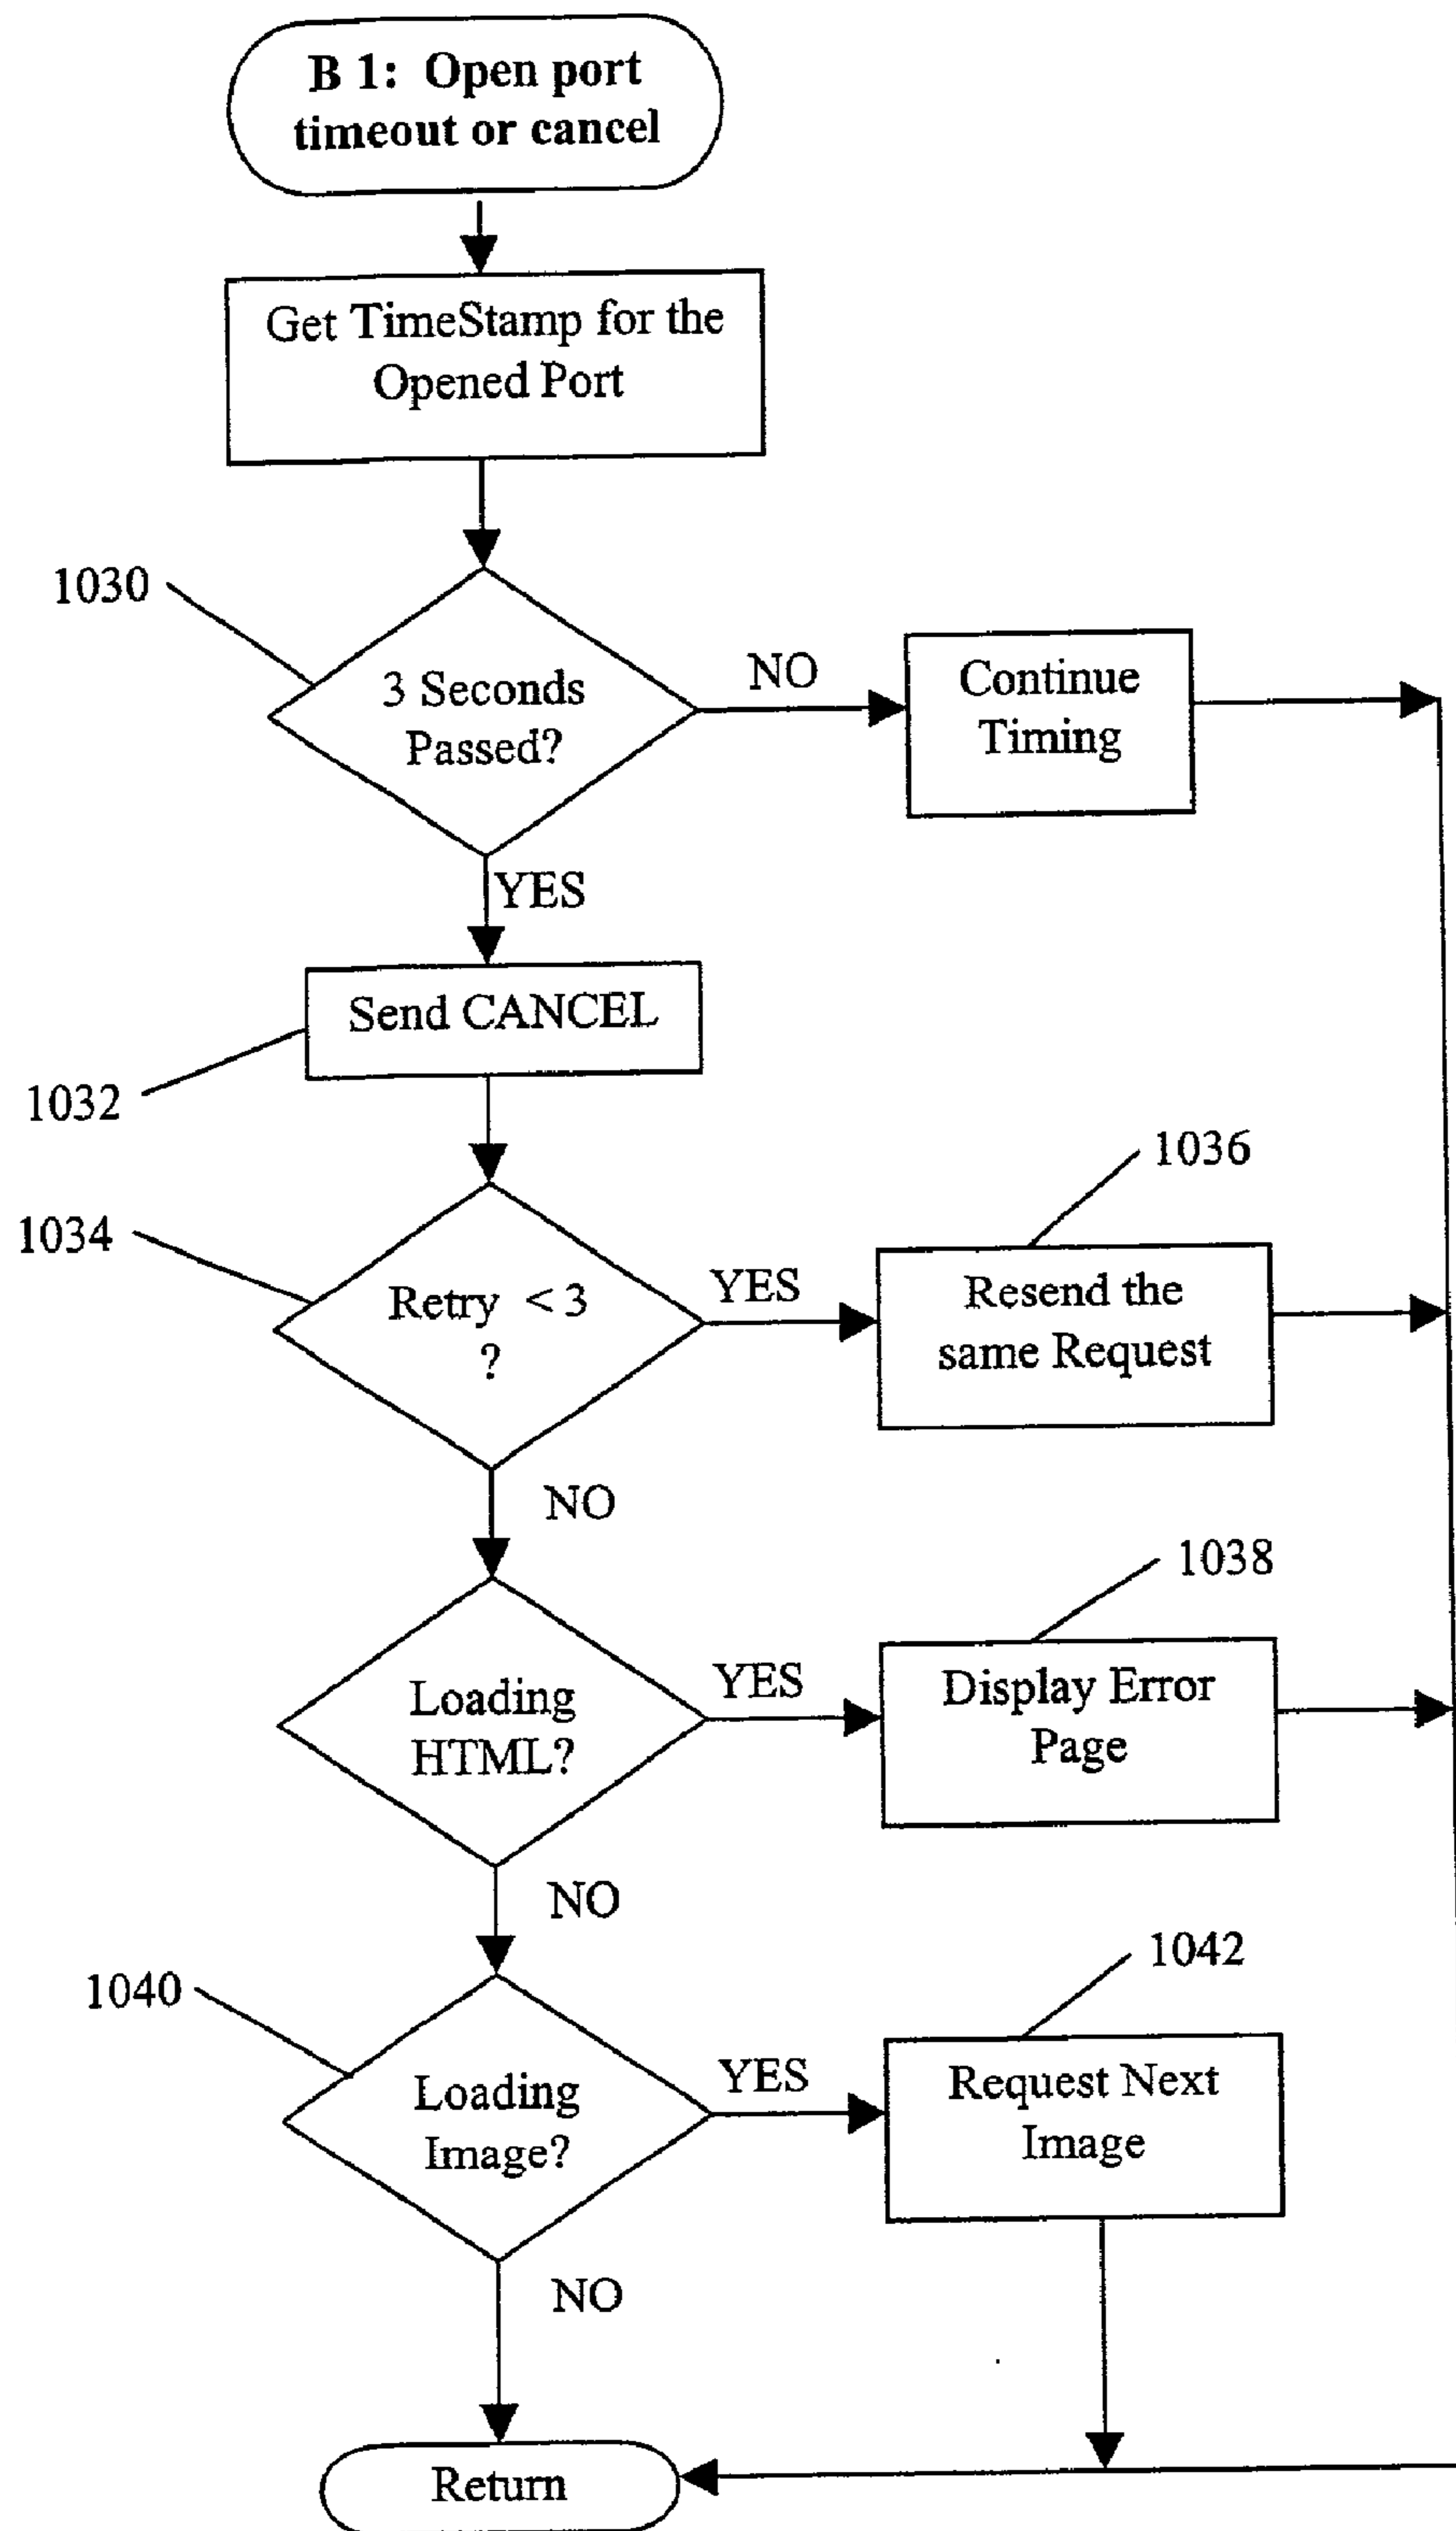 B 1: Open port
timeout or cancel
Get TimeStamp for the
Opened Port
1030
3 Seconds
Passed?
NO
Continue
Timing
YES
Send CANCEL
1032
1034
Retry < 3
?
YES
1036
Resend the
same Request
NO
Loading
HTML?
YES
1038
Display Error
Page
NO
1040
Loading
Image?
YES
1042
Request Next
Image
NO
Return